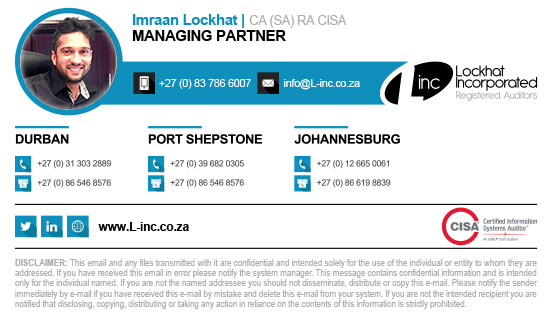 Imraan Lockhat | CA (SA) RA CISA
MANAGING PARTNER
+27 (0) 83 786 6007 info@L-inc.co.za
L inc
Lockhat
Incorporated
Registered Auditors
DURBAN PORT SHEPSTONE JOHANNESBURG
+27 (0) 31 303 2889 +27 (0) 39 682 0305 +27 (0) 12 665 0061
+27 (0) 86 546 8576 +27 (0) 86 546 8576 +27 (0) 86 619 8839
www.L-inc.co.za
CISA Certified Information
Systems Auditor®
An ISACA® Certification
DISCLAIMER: This email and any files transmitted with it are confidential and intended solely for the use of the individual or entity to whom they are
addressed. If you have received this email in error please notify the system manager. This message contains confidential information and is intended
only for the individual named. If you are not the named addressee you should not disseminate, distribute or copy this e-mail. Please notify the sender
immediately by e-mail if you have received this e-mail by mistake and delete this e-mail from your system. If you are not the intended recipient you are
notified that disclosing, copying, distributing or taking any action in reliance on the contents of this information is strictly prohibited.